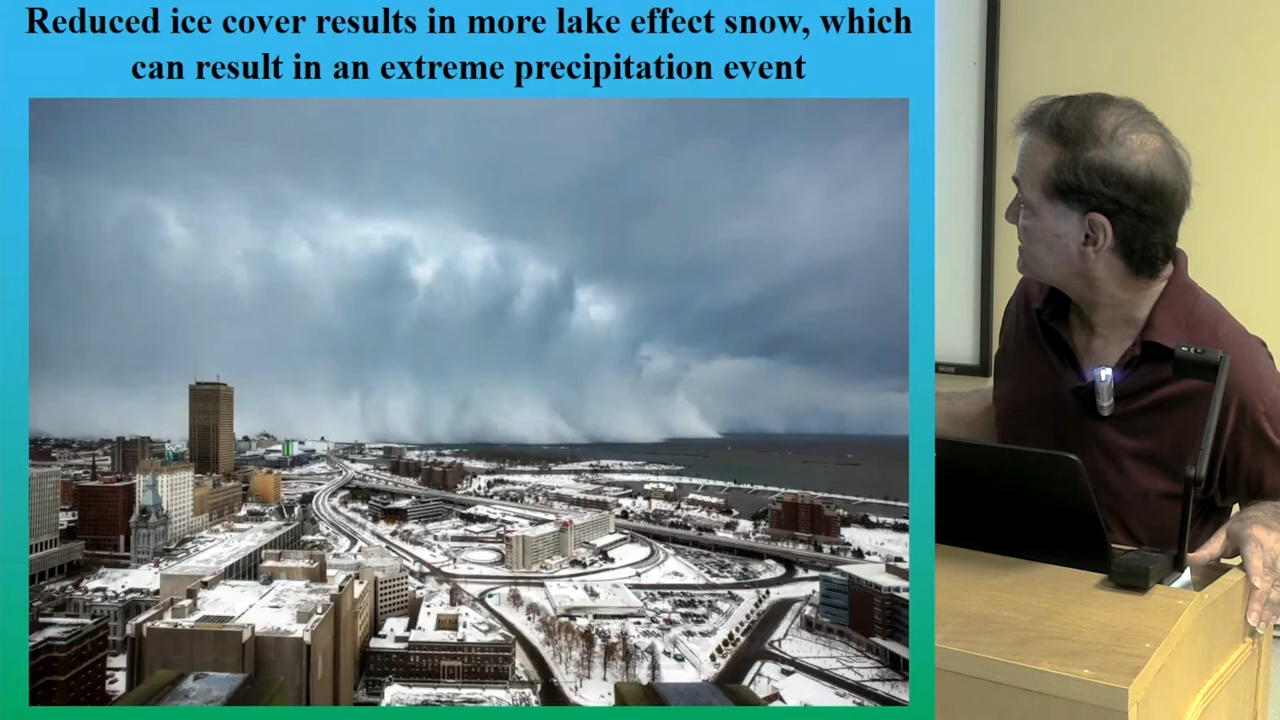 Reduced ice cover results in more lake effect snow, which
can result in an extreme precipitation event